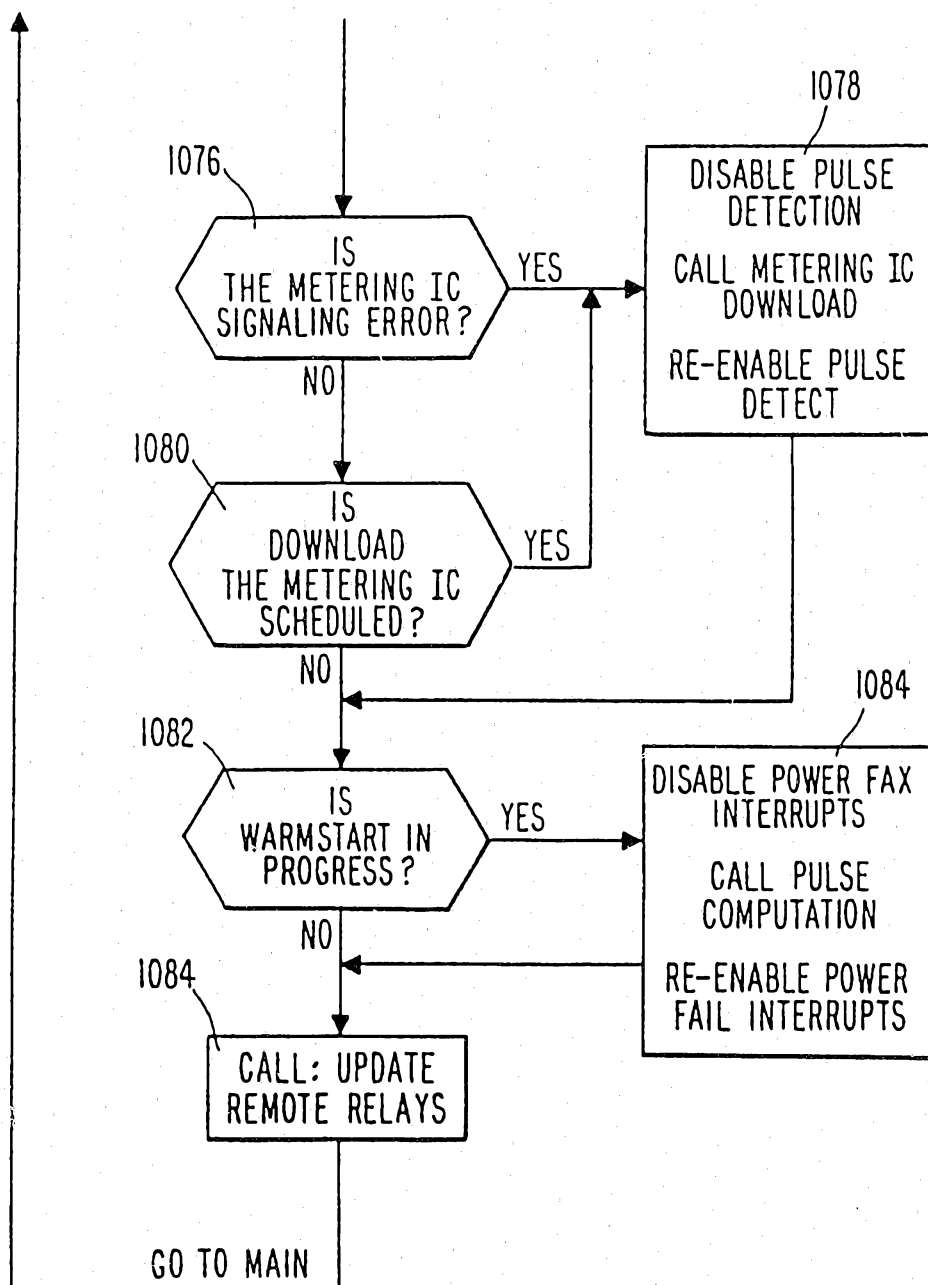 1078
DISABLE PULSE
DETECTION
CALL METERING IC
DOWNLOAD
RE-ENABLE PULSE
DETECT
1076
IS
THE METERING IC
SIGNALING ERROR?
YES
NO
1080
IS
DOWNLOAD
THE METERING IC
SCHEDULED?
YES
NO
1082
IS
WARMSTART IN
PROGRESS?
YES
NO
1084
DISABLE POWER FAX
INTERRUPTS
CALL PULSE
COMPUTATION
RE-ENABLE POWER
FAIL INTERRUPTS
1084
CALL: UPDATE
REMOTE RELAYS
GO TO MAIN